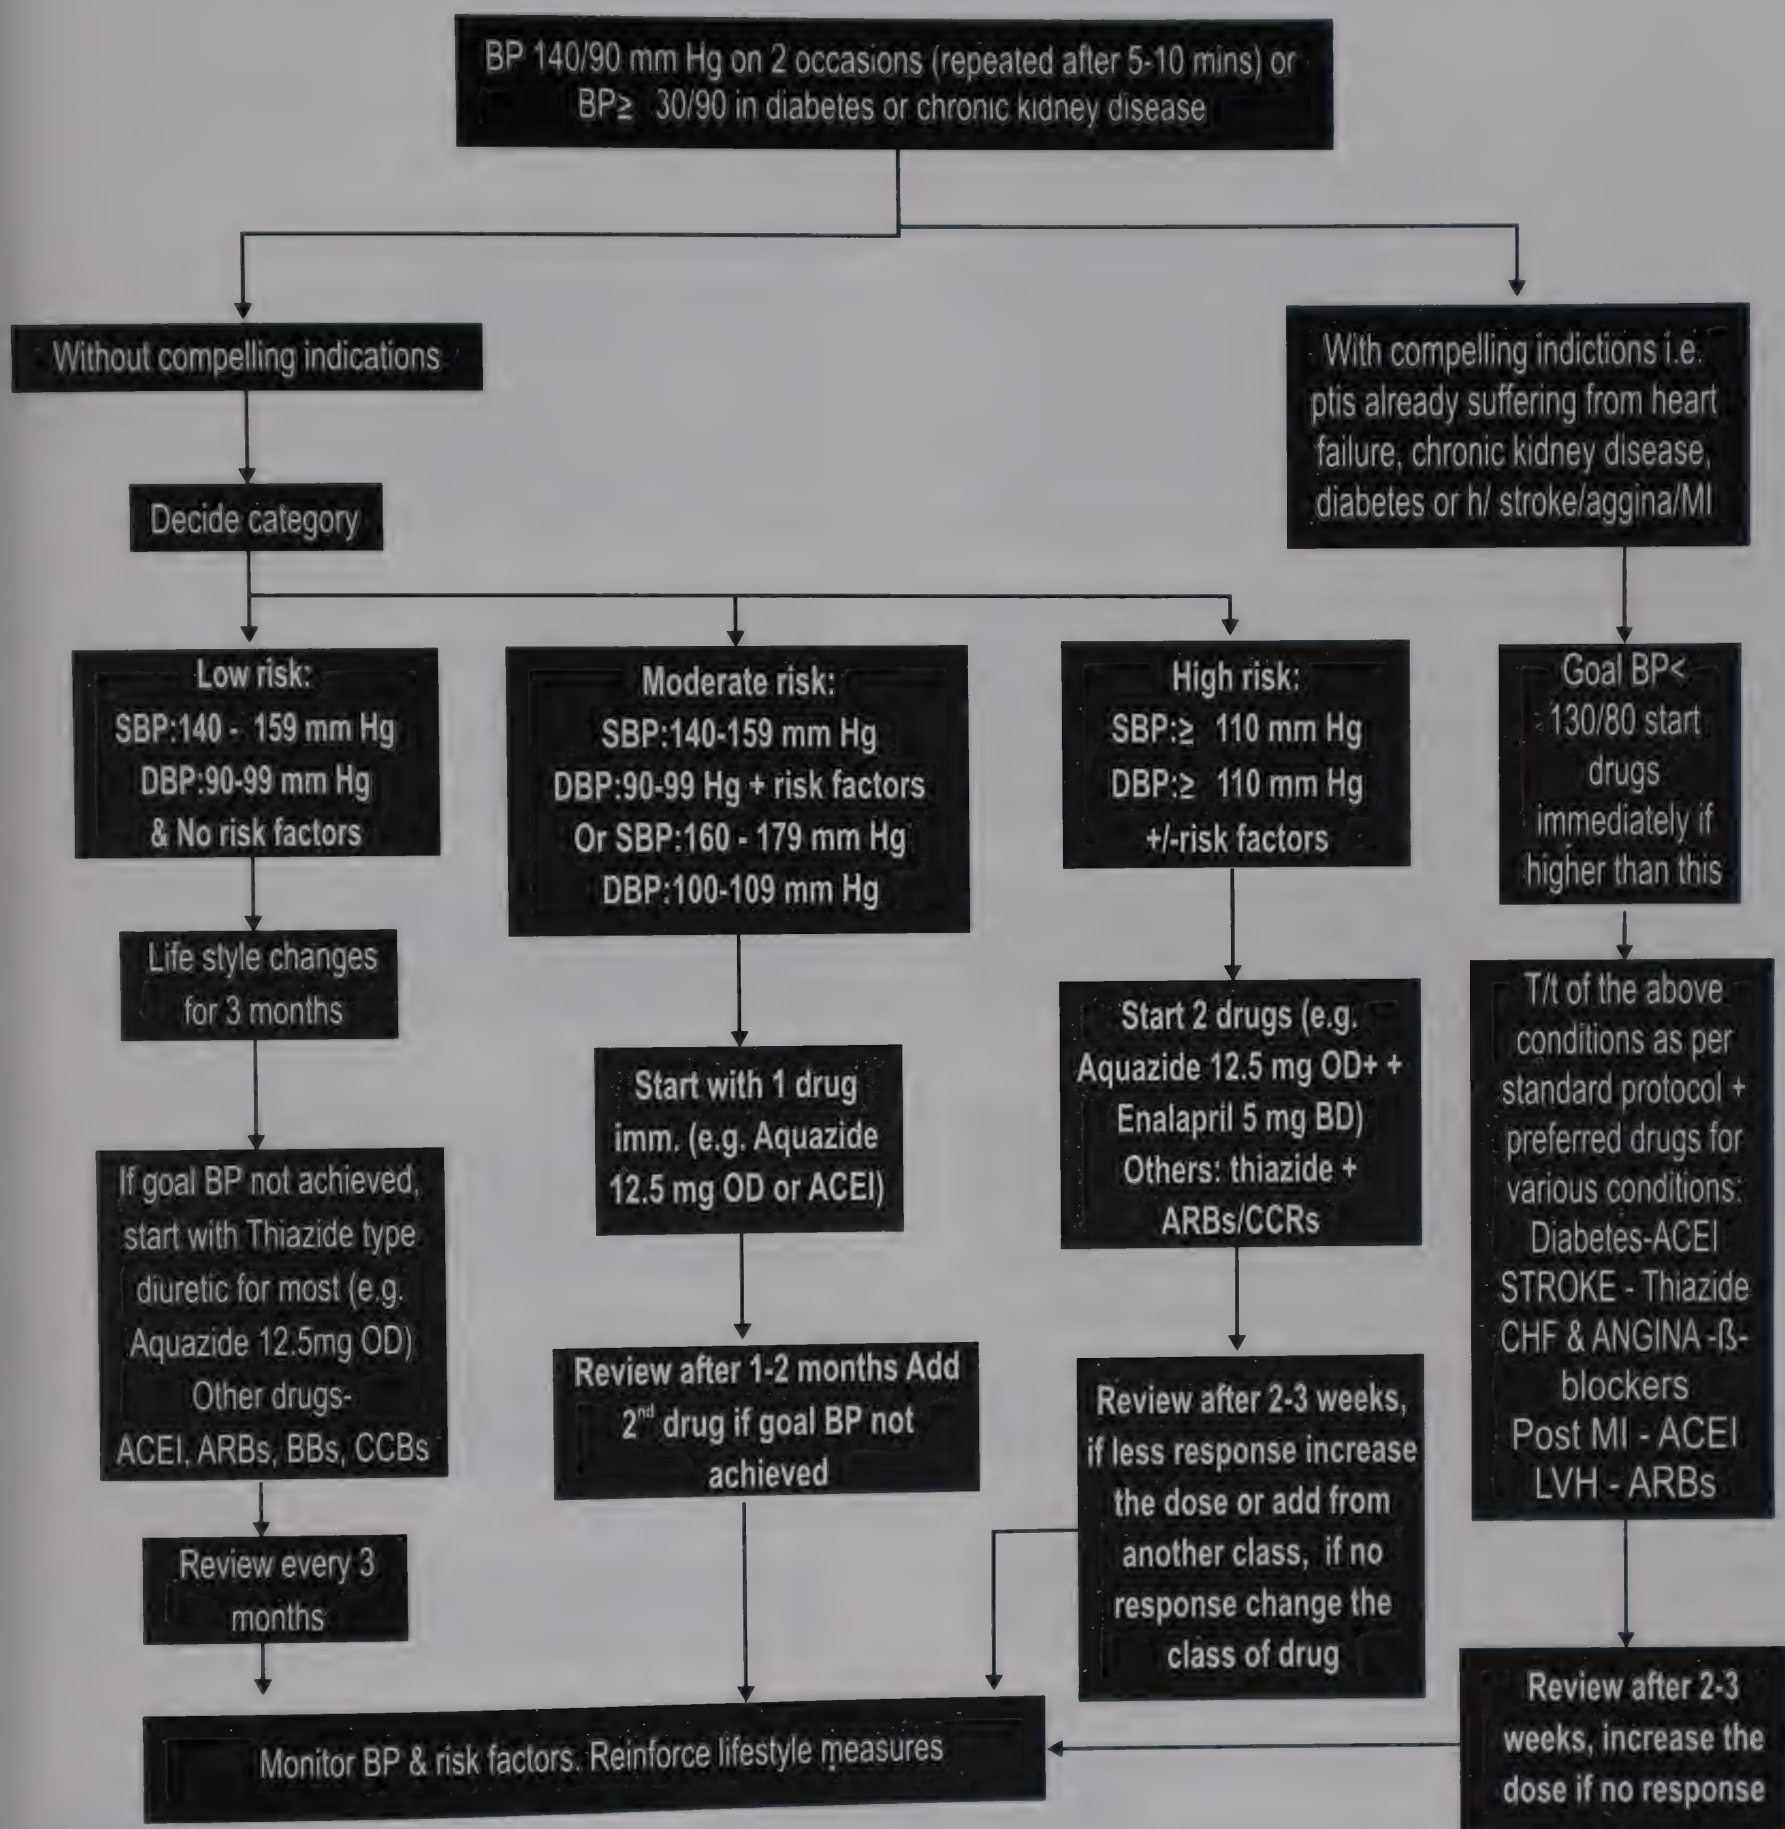 BP 140/90 mm Hg on 2 occasions (repeated after 5-10 mins) or
BP≥ 30/90 in diabetes or chronic kidney disease
Without compelling indications
With compelling indictions i.e.
ptis already suffering from heart
failure, chronic kidney disease,
diabetes or h/ stroke/aggina/MI
Decide category
Low risk:
SBP:140 - 159 mm Hg
DBP:90-99 mm Hg
& No risk factors
Moderate risk:
SBP:140-159 mm Hg
DBP:90-99 Hg + risk factors
Or SBP:160 - 179 mm Hg
DBP:100-109 mm Hg
High risk:
SBP:≥ 110 mm Hg
DBP:≥ 110 mm Hg
+/-risk factors
Goal BP<
130/80 start
drugs
immediately if
higher than this
Life style changes
for 3 months
Start with 1 drug
imm. (e.g. Aquazide
12.5 mg OD or ACEI)
Start 2 drugs (e.g.
Aquazide 12.5 mg OD+ +
Enalapril 5 mg BD)
Others: thiazide +
ARBs/CCRs
T/t of the above
conditions as per
standard protocol +
preferred drugs for
various conditions:
Diabetes-ACEI
STROKE - Thiazide
CHF & ANGINA -ß-
blockers
Post MI - ACEI
LVH - ARBs
If goal BP not achieved,
start with Thiazide type
diuretic for most (e.g.
Aquazide 12.5mg OD)
Other drugs-
ACEI, ARBs, BBs, CCBs
Review after 1-2 months Add
2nd drug if goal BP not
achieved
Review after 2-3 weeks,
if less response increase
the dose or add from
another class, if no
response change the
class of drug
Review every 3
months
Review after 2-3
weeks, increase the
dose if no response
Monitor BP & risk factors. Reinforce lifestyle measures